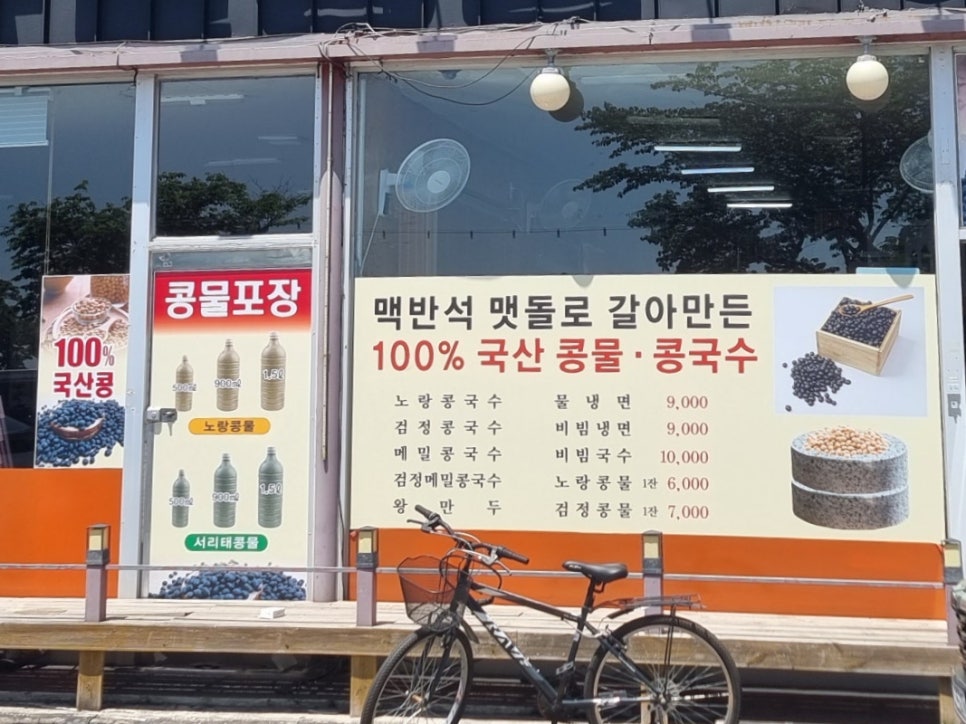 콩물포장
500㎖
900㎖
1,5ℓ
노랑콩물
500㎖
900㎖
1,5ℓ
서리태콩물
100%
국산콩
맥반석 맷돌로 갈아만든
100% 국산 콩물·콩국수
노랑콩국수
검정콩국수
메밀콩국수
검정메밀콩국수
왕만두
물냉면 9,000
비빔냉면 9,000
비빔국수 10,000
노랑콩물 1잔 6,000
검정콩물 1잔 7,000